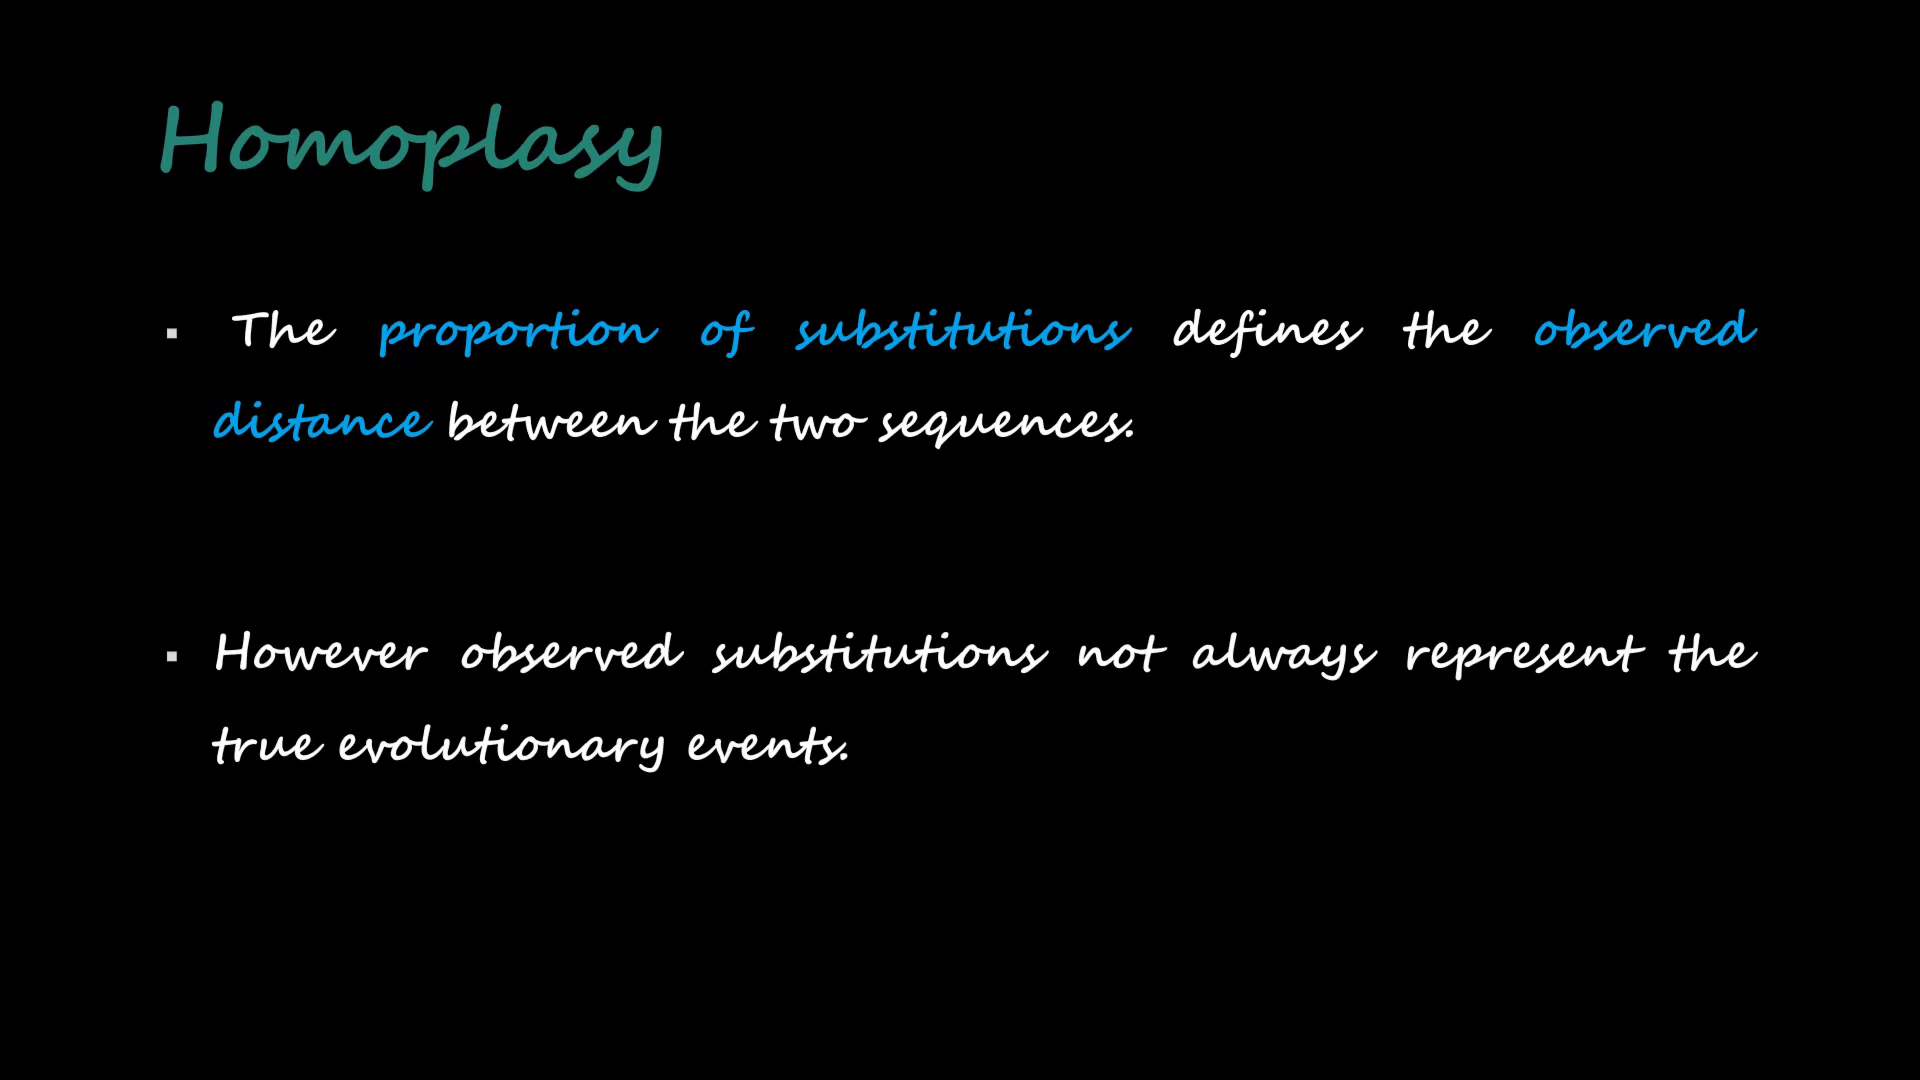 Homoplasy
▪ The proportion of substitutions defines the observed
distance between the two sequences.
▪ However observed substitutions not always represent the
true evolutionary events.